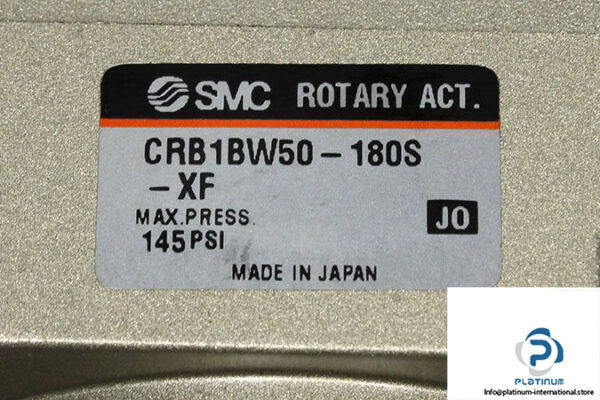 SMC ROTARY ACT.
CRB1BW50-180S
-XF
MAX.PRESS.
145PSI
JO
MADE IN JAPAN
PLATINUM
Info@platinum-international.store